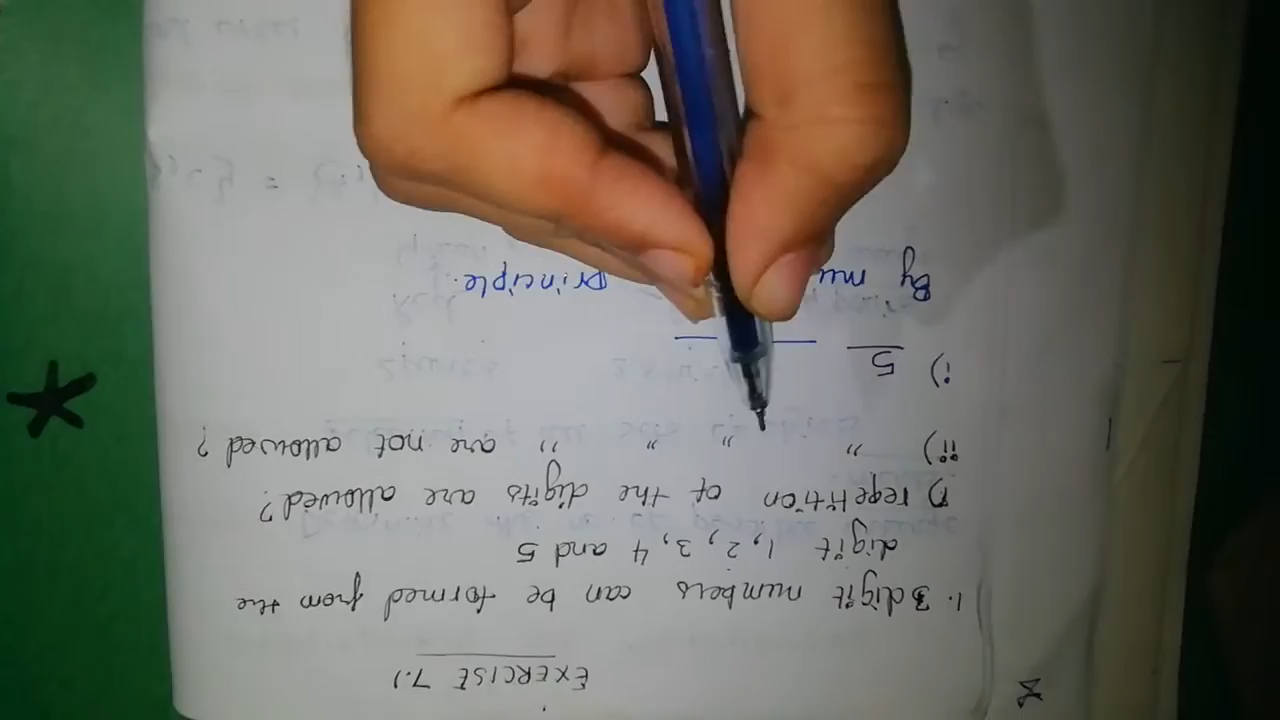 EXERCISE 7.1
1. 3 digit numbers can be formed from the
digit 1, 2, 3, 4 and 5
i) repetition of the digits are allowed?
ii) " " " " are not allowed?
i) 5
By mu principle.